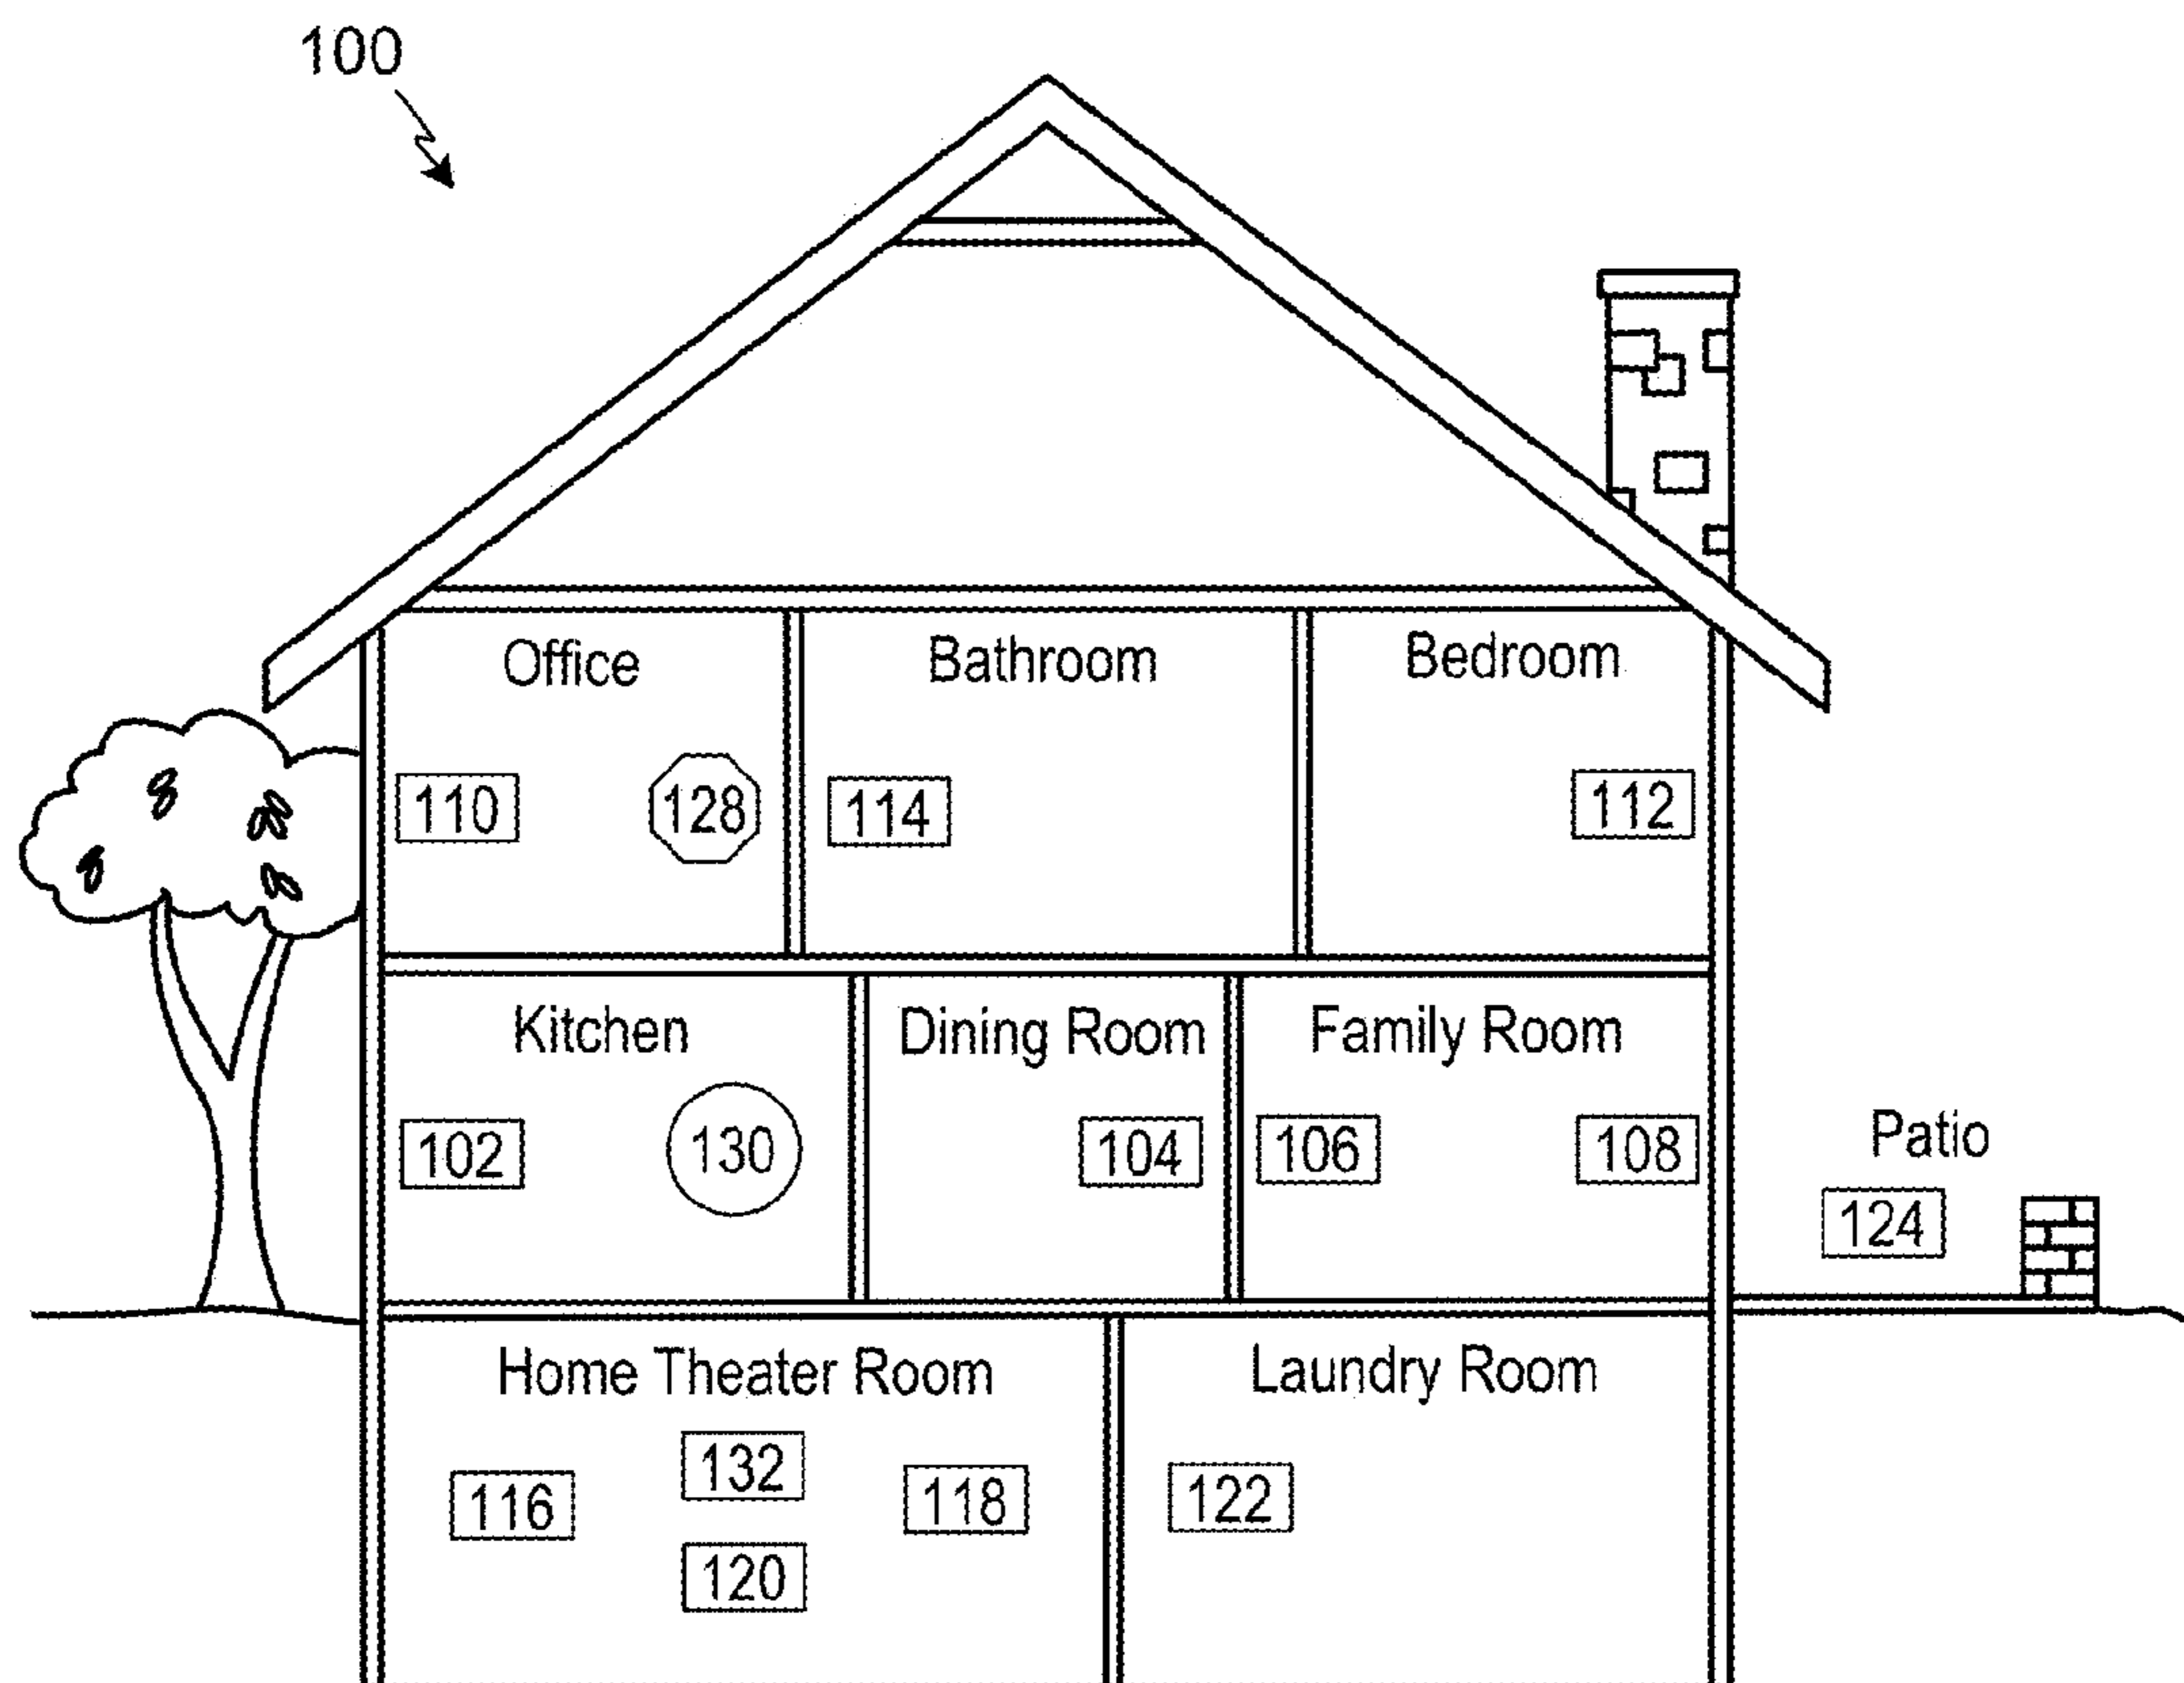 100
Office
Bathroom
Bedroom
110
128
114
112
Kitchen
Dining Room
Family Room
102
130
104
106
108
Patio
124
Home Theater Room
Laundry Room
132
116
118
122
120